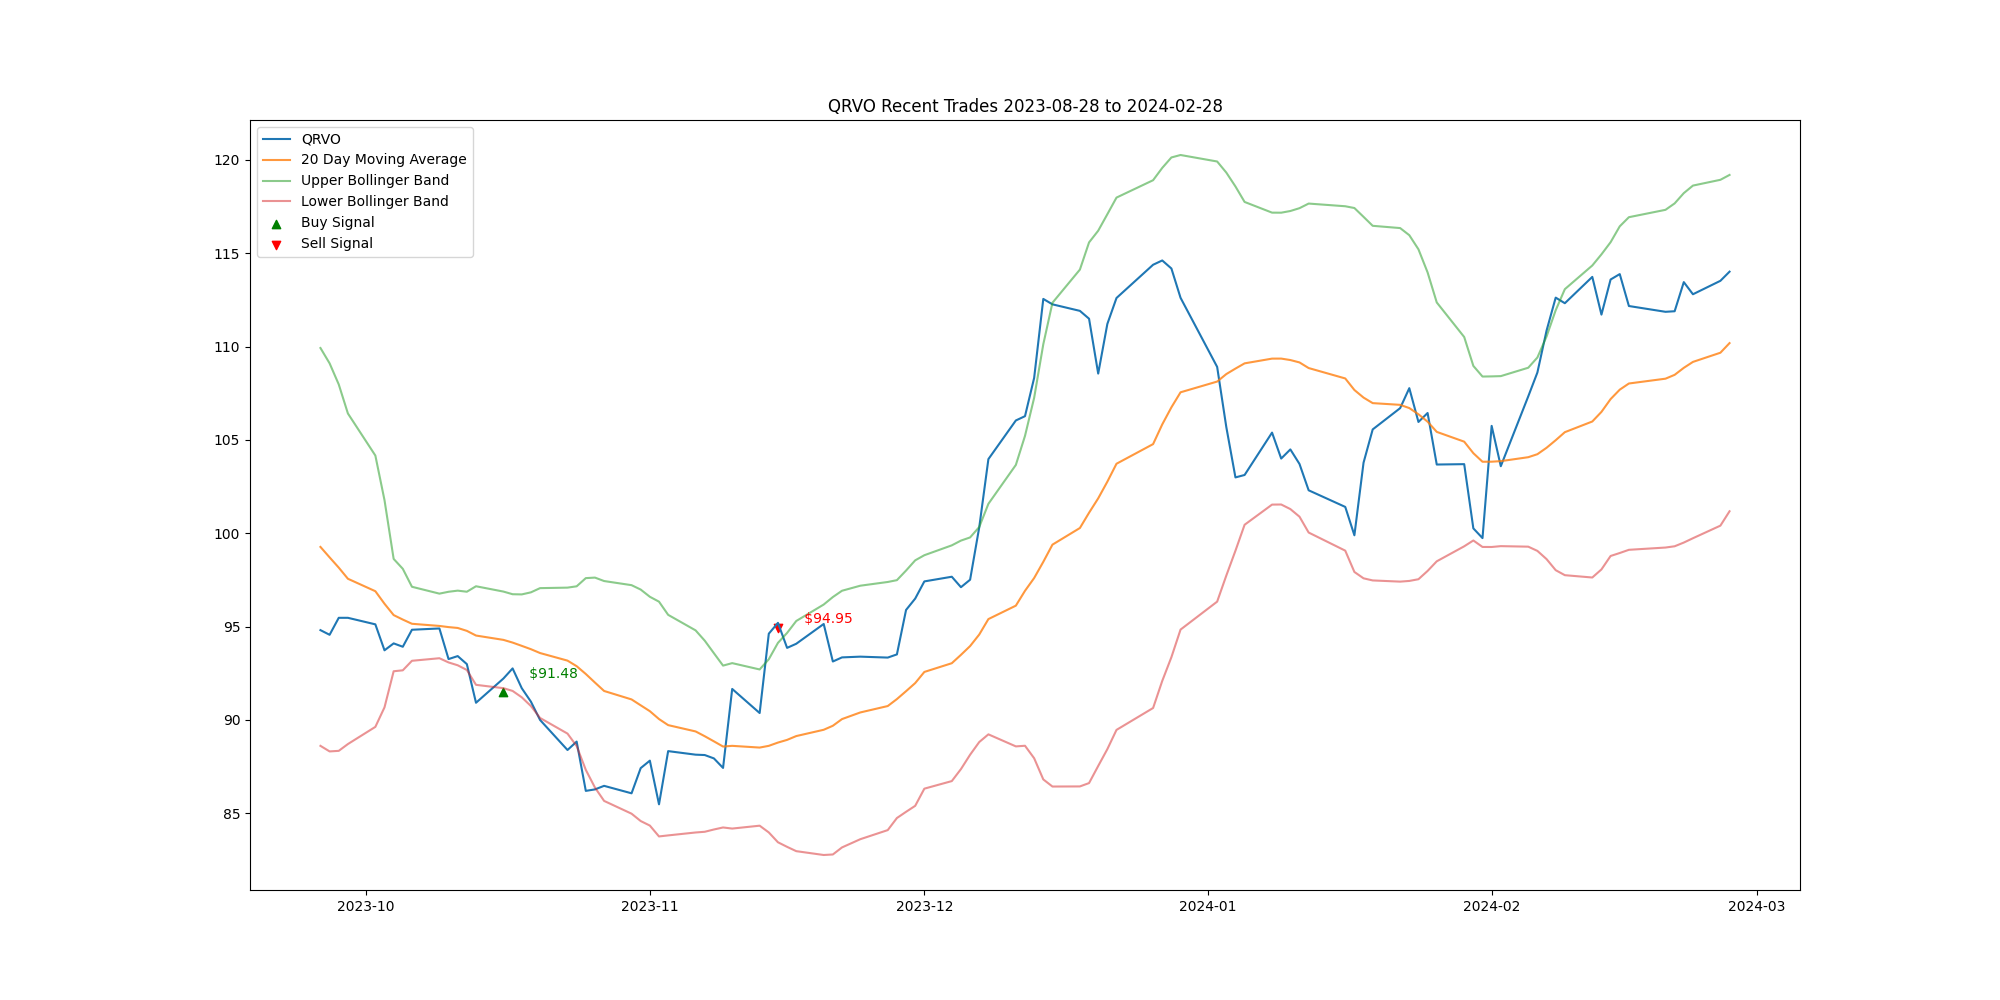 QRVO Recent Trades 2023-08-28 to 2024-02-28
QRVO
20 Day Moving Average
Upper Bollinger Band
Lower Bollinger Band
Buy Signal
Sell Signal
120
115
110
105
100
95
90
85
$94.95
$91.48
2023-10
2023-11
2023-12
2024-01
2024-02
2024-03